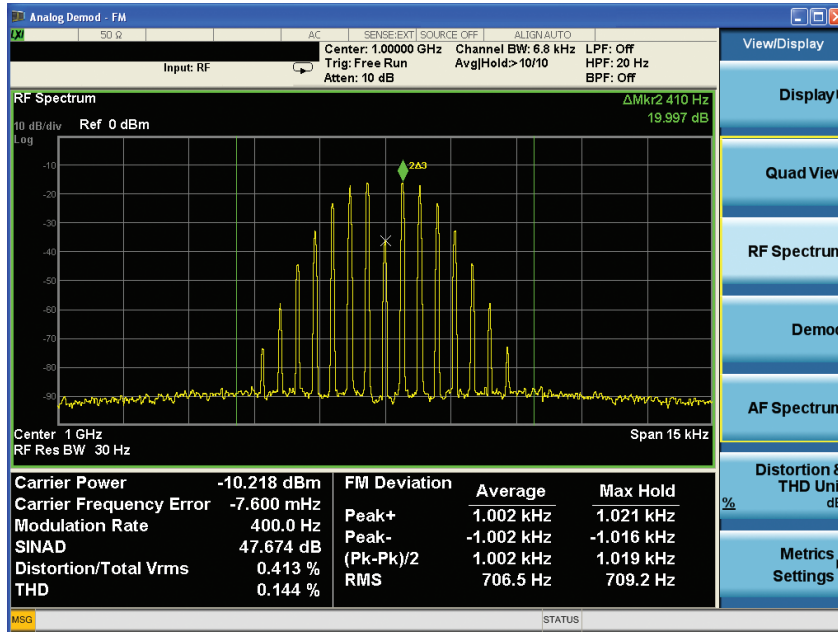 Analog Demod - FM
LXI 50 Ω AC SENSE:EXT SOURCE OFF ALIGN AUTO
Input: RF
Center: 1.00000 GHz Channel BW: 6.8 kHz LPF: Off
Trig: Free Run Avg|Hold:>10/10 HPF: 20 Hz
Atten: 10 dB BPF: Off
RF Spectrum
ΔMkr2 410 Hz
19.997 dB
10 dB/div Ref 0 dBm
Log
2Δ3
-10
-20
-30
-40
-50
-60
-70
-80
-90
Center 1 GHz Span 15 kHz
RF Res BW 30 Hz
Carrier Power -10.218 dBm
Carrier Frequency Error -7.600 mHz
Modulation Rate 400.0 Hz
SINAD 47.674 dB
Distortion/Total Vrms 0.413 %
THD 0.144 %
FM Deviation Average Max Hold
Peak+ 1.002 kHz 1.021 kHz
Peak- -1.002 kHz -1.016 kHz
(Pk-Pk)/2 1.002 kHz 1.019 kHz
RMS 706.5 Hz 709.2 Hz
View/Display
Display
Quad View
RF Spectrum
Demod
AF Spectrum
Distortion &
THD Uni
% dB
Metrics
Settings
MSG STATUS